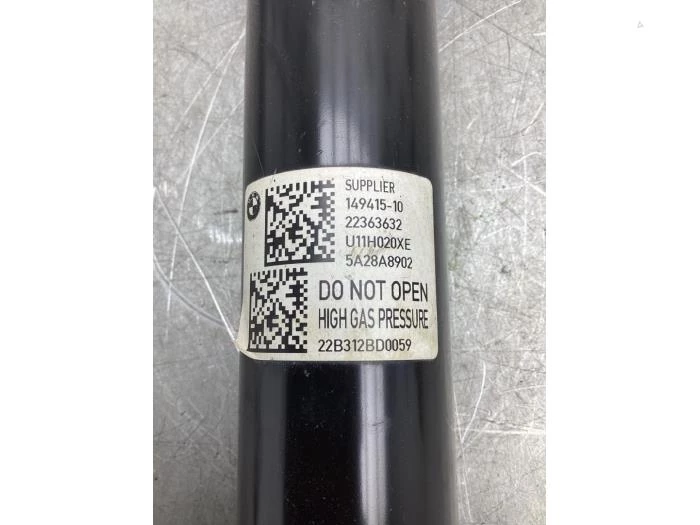 SUPPLIER
149415-10
22363632
U11H020XE
5A28A8902
DO NOT OPEN
HIGH GAS PRESSURE
22B312BD0059